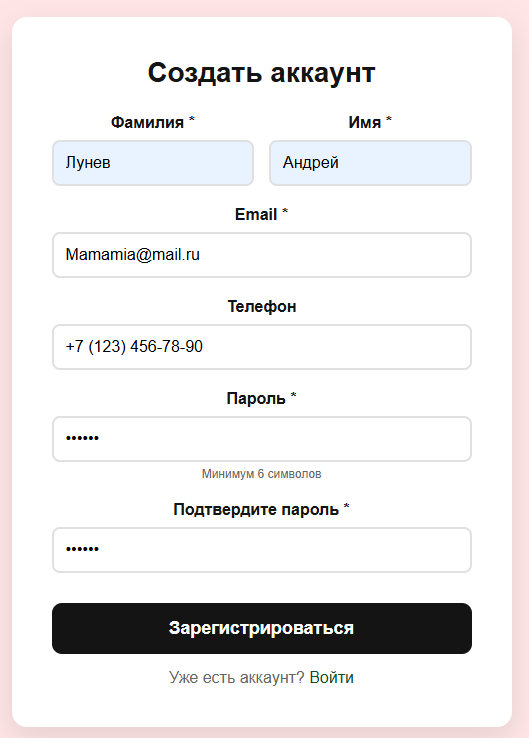 Создать аккаунт
Фамилия * Имя *
Лунев Андрей
Email *
Mamamia@mail.ru
Телефон
+7 (123) 456-78-90
Пароль *
••••••
Минимум 6 символов
Подтвердите пароль *
••••••
Зарегистрироваться
Уже есть аккаунт? Войти